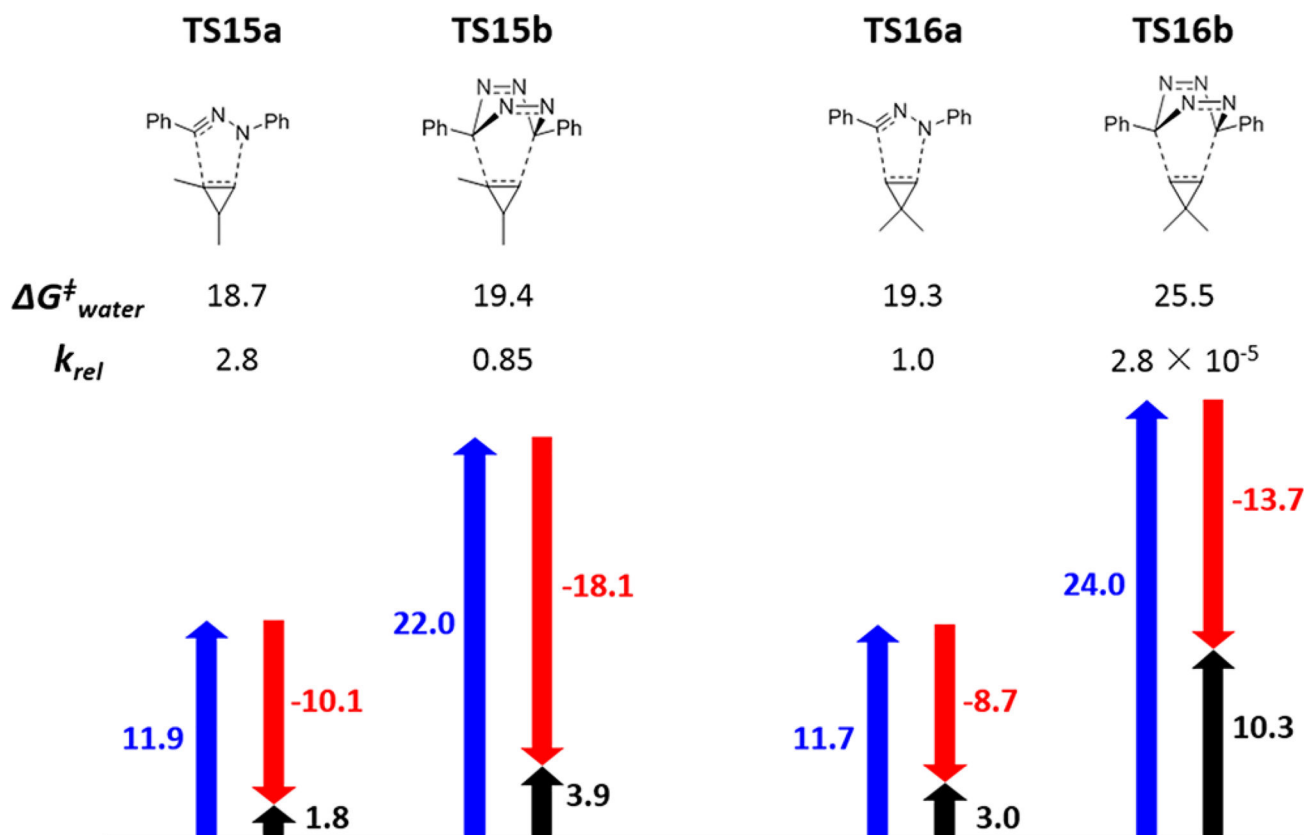 TS15a TS15b TS16a TS16b
N=N N=N
N N N N N N
Ph N Ph Ph Ph Ph N Ph Ph Ph
ΔG‡water 18.7 19.4 19.3 25.5
krel 2.8 0.85 1.0 2.8 × 10-5
-13.7
-18.1 24.0
22.0
-10.1 -8.7
11.9 11.7 10.3
3.9
1.8 3.0